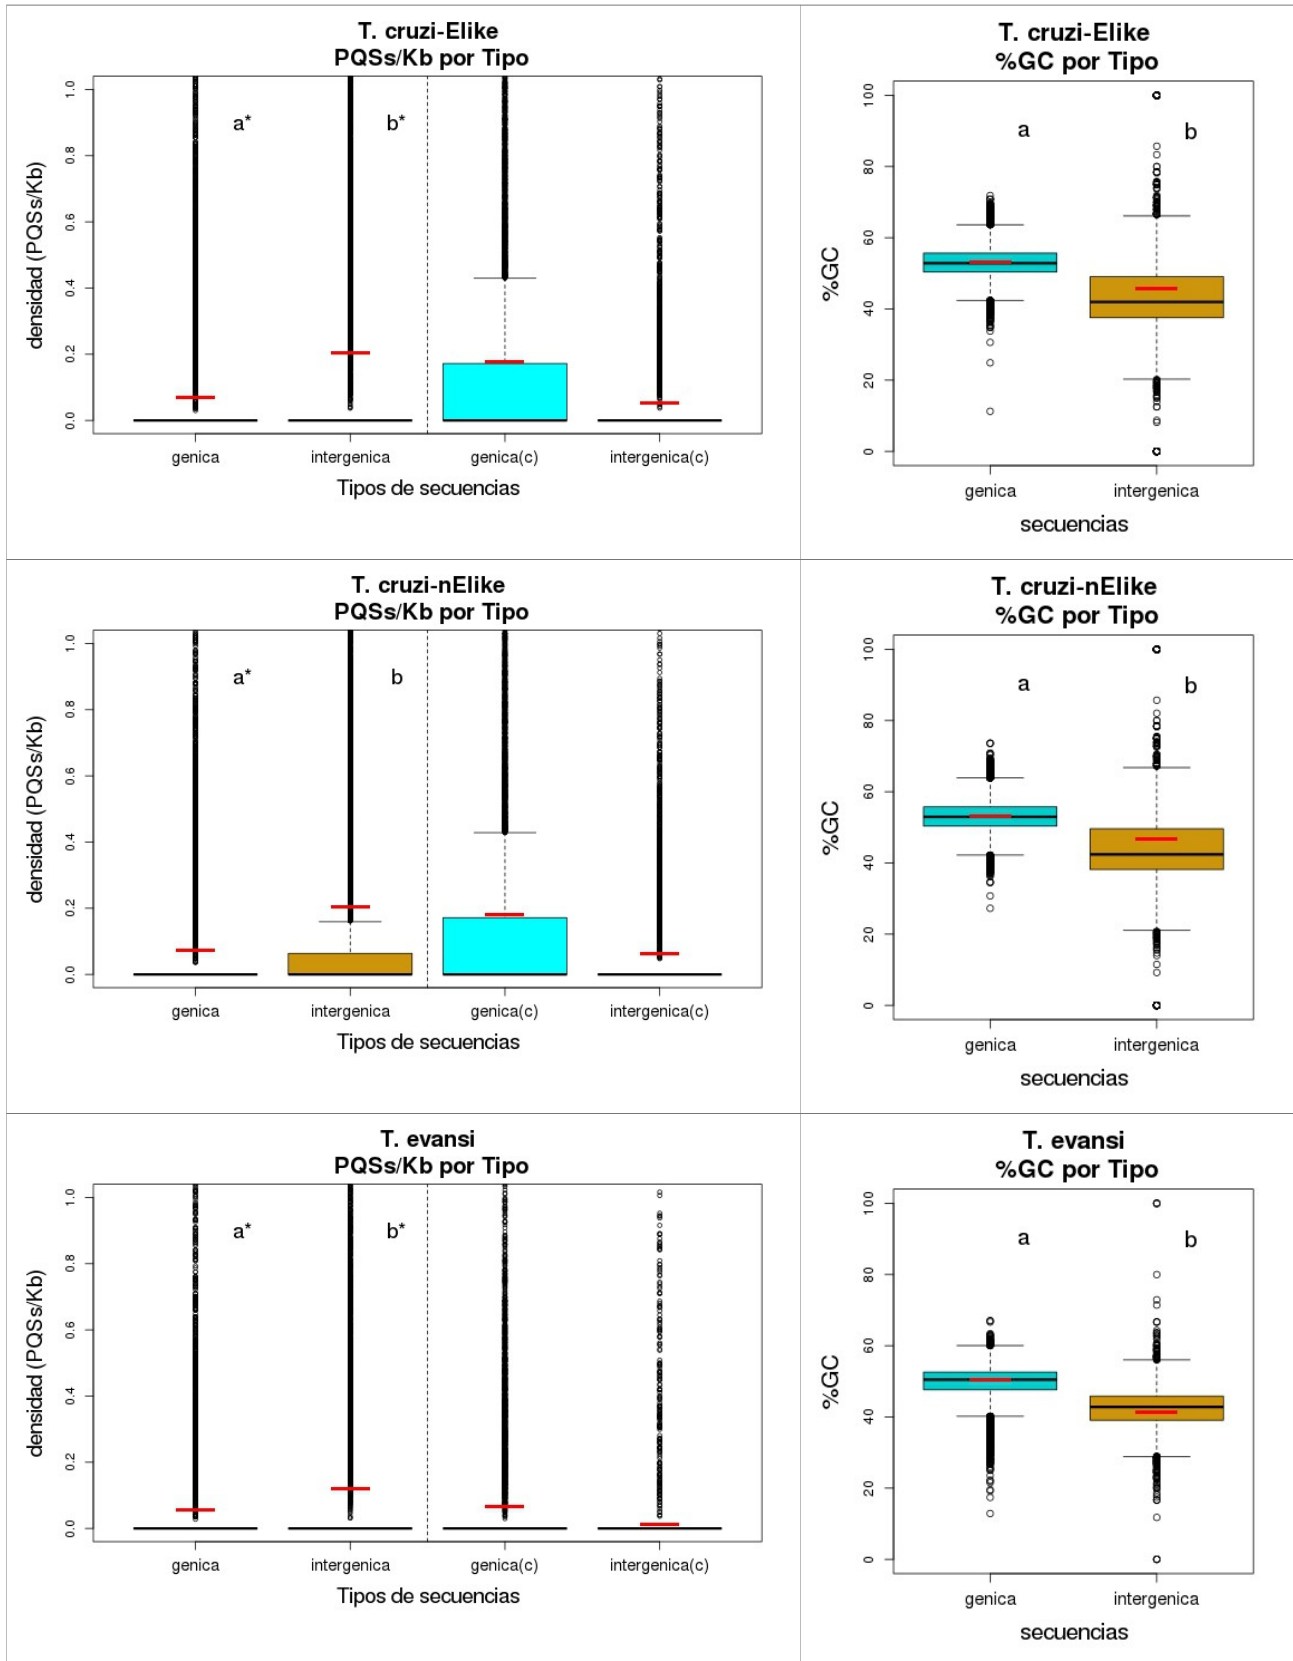 T. cruzi-Elike
PQSs/Kb por Tipo
densidad (PQSs/Kb)
1.0
0.8
0.6
0.4
0.2
0.0
a*
b*
genica
intergenica
genica(c)
intergenica(c)
Tipos de secuencias
T. cruzi-Elike
%GC por Tipo
%GC
100
80
60
40
20
0
a
b
genica
intergenica
secuencias
T. cruzi-nElike
PQSs/Kb por Tipo
densidad (PQSs/Kb)
1.0
0.8
0.6
0.4
0.2
0.0
a*
b
genica
intergenica
genica(c)
intergenica(c)
Tipos de secuencias
T. cruzi-nElike
%GC por Tipo
%GC
100
80
60
40
20
0
a
b
genica
intergenica
secuencias
T. evansi
PQSs/Kb por Tipo
densidad (PQSs/Kb)
1.0
0.8
0.6
0.4
0.2
0.0
a*
b*
genica
intergenica
genica(c)
intergenica(c)
Tipos de secuencias
T. evansi
%GC por Tipo
%GC
100
80
60
40
20
0
a
b
genica
intergenica
secuencias